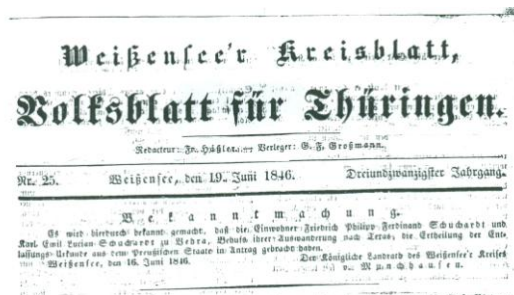 Weißensee'r Kreisblatt,
Volksblatt für Thüringen.
Redacteur: Fr. Häßler. Verleger: G. F. Großmann.
Nr. 25. Weißensee, den 19. Juni 1846. Dreiundzwanzigster Jahrgang.
Bekanntmachung.
Es wird hierdurch bekannt gemacht, daß die Einwohner Friedrich Philipp Ferdinand Schuchardt und
Karl Emil Lucian Schuchardt zu Vehra, Behufs ihrer Auswanderung nach Texas, die Ertheilung der Ent-
lassungs-Urkunde aus dem Preußischen Staate in Antrag gebracht haben.
Weißensee, den 16. Juni 1846. Der Königliche Landrath des Weißensee'r Kreises
v. Münchhausen.